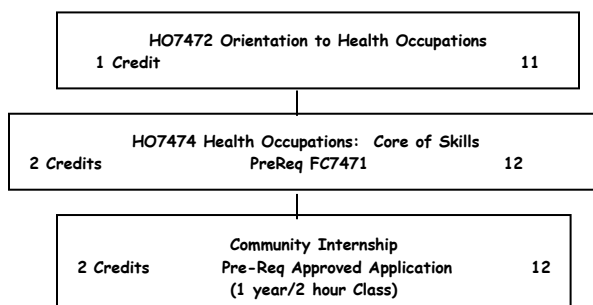 HO7472 Orientation to Health Occupations
1 Credit 11
HO7474 Health Occupations: Core of Skills
2 Credits PreReq FC7471 12
Community Internship
2 Credits Pre-Req Approved Application 12
(1 year/2 hour Class)